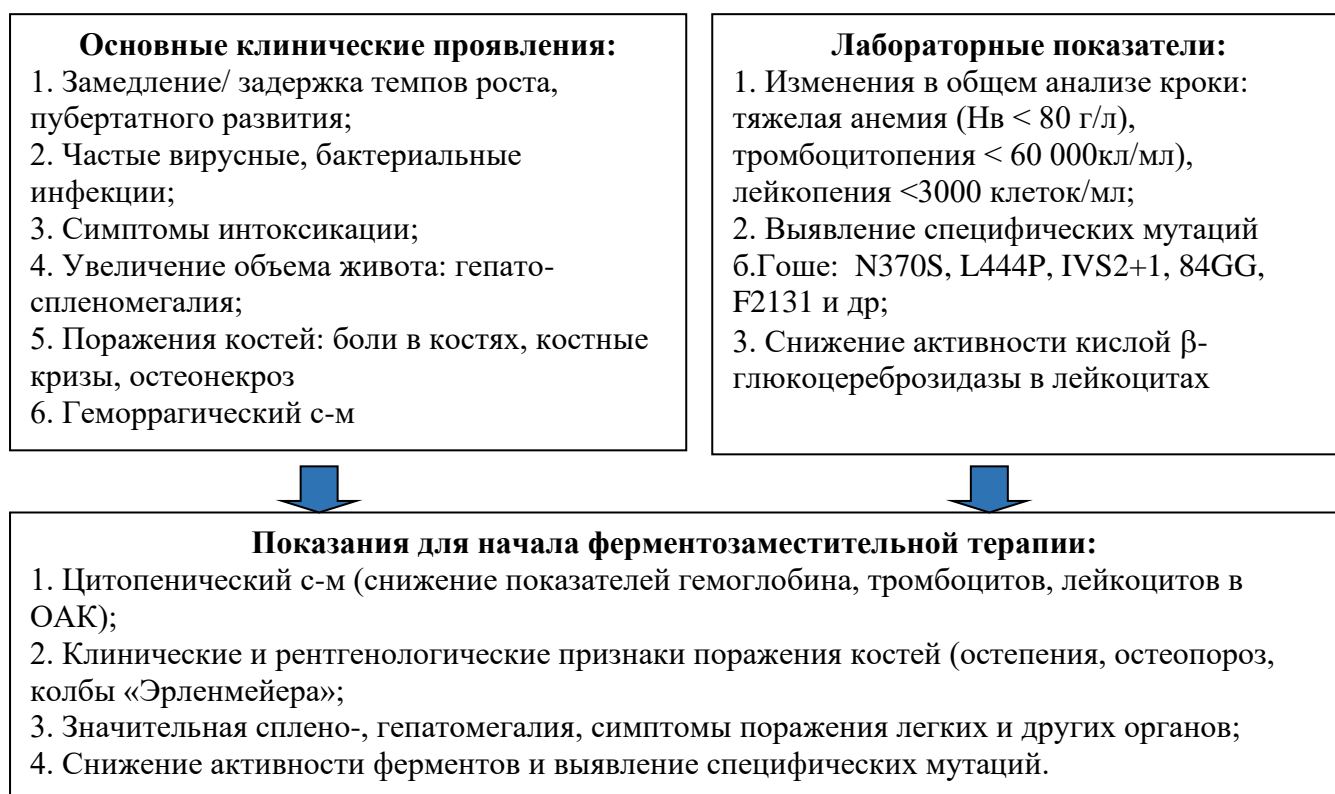 Основные клинические проявления:
1. Замедление/ задержка темпов роста,
пубертатного развития;
2. Частые вирусные, бактериальные
инфекции;
3. Симптомы интоксикации;
4. Увеличение объема живота: гепато-
спленомегалия;
5. Поражения костей: боли в костях, костные
кризы, остеонекроз
6. Геморрагический с-м
Лабораторные показатели:
1. Изменения в общем анализе кроки:
тяжелая анемия (Нв < 80 г/л),
тромбоцитопения < 60 000кл/мл),
лейкопения <3000 клеток/мл;
2. Выявление специфических мутаций
б.Гоше: N370S, L444P, IVS2+1, 84GG,
F2131 и др;
3. Снижение активности кислой β-
глюкоцереброзидазы в лейкоцитах
Показания для начала ферментозаместительной терапии:
1. Цитопенический с-м (снижение показателей гемоглобина, тромбоцитов, лейкоцитов в
ОАК);
2. Клинические и рентгенологические признаки поражения костей (остепения, остеопороз,
колбы «Эрленмейера»;
3. Значительная сплено-, гепатомегалия, симптомы поражения легких и других органов;
4. Снижение активности ферментов и выявление специфических мутаций.